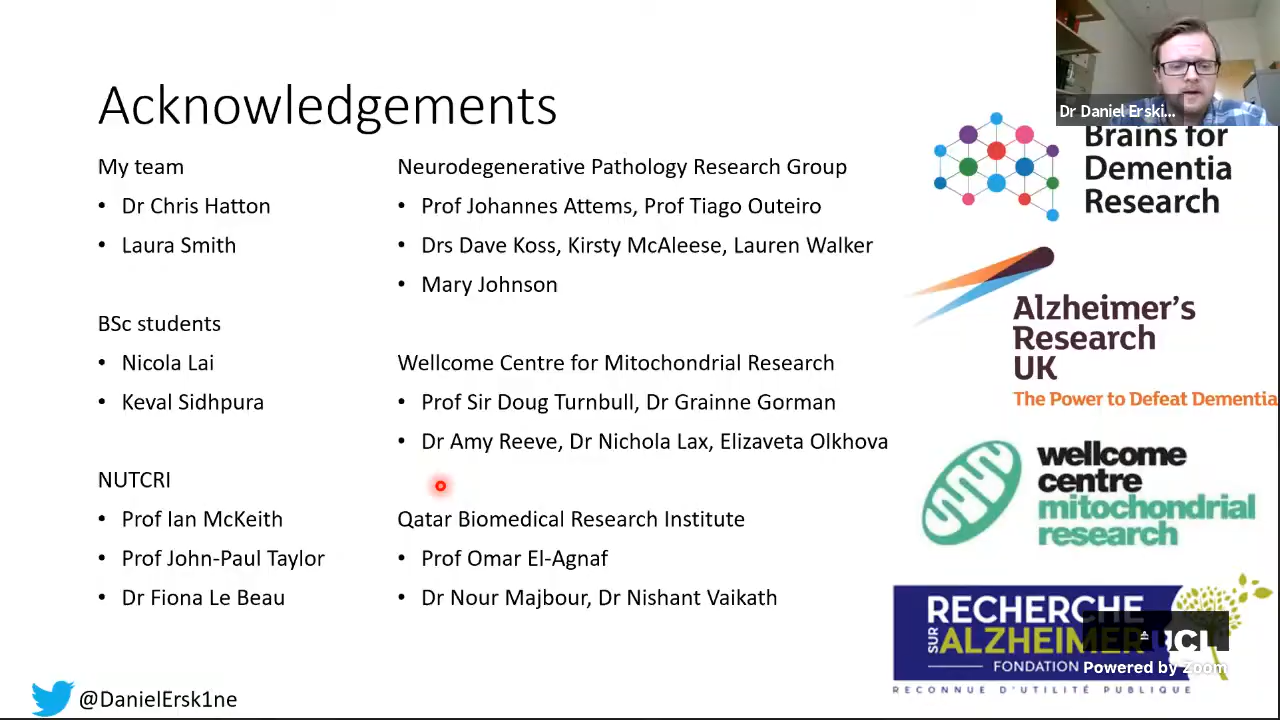 Acknowledgements
My team
• Dr Chris Hatton
• Laura Smith
BSc students
• Nicola Lai
• Keval Sidhpura
NUTCRI
• Prof Ian McKeith
• Prof John-Paul Taylor
• Dr Fiona Le Beau
Neurodegenerative Pathology Research Group
• Prof Johannes Attems, Prof Tiago Outeiro
• Drs Dave Koss, Kirsty McAleese, Lauren Walker
• Mary Johnson
Wellcome Centre for Mitochondrial Research
• Prof Sir Doug Turnbull, Dr Grainne Gorman
• Dr Amy Reeve, Dr Nichola Lax, Elizaveta Olkhova
Qatar Biomedical Research Institute
• Prof Omar El-Agnaf
• Dr Nour Majbour, Dr Nishant Vaikath
Dr Daniel Erski...
Brains for
Dementia
Research
Alzheimer's
Research
UK
The Power to Defeat Dementia
wellcome
centre
mitochondrial
research
RECHERCHE
SUR ALZHEIMER
FONDATION
RECONNUE D'UTILITÉ PUBLIQUE
UCL
Powered by Zoom
@DanielErsk1ne